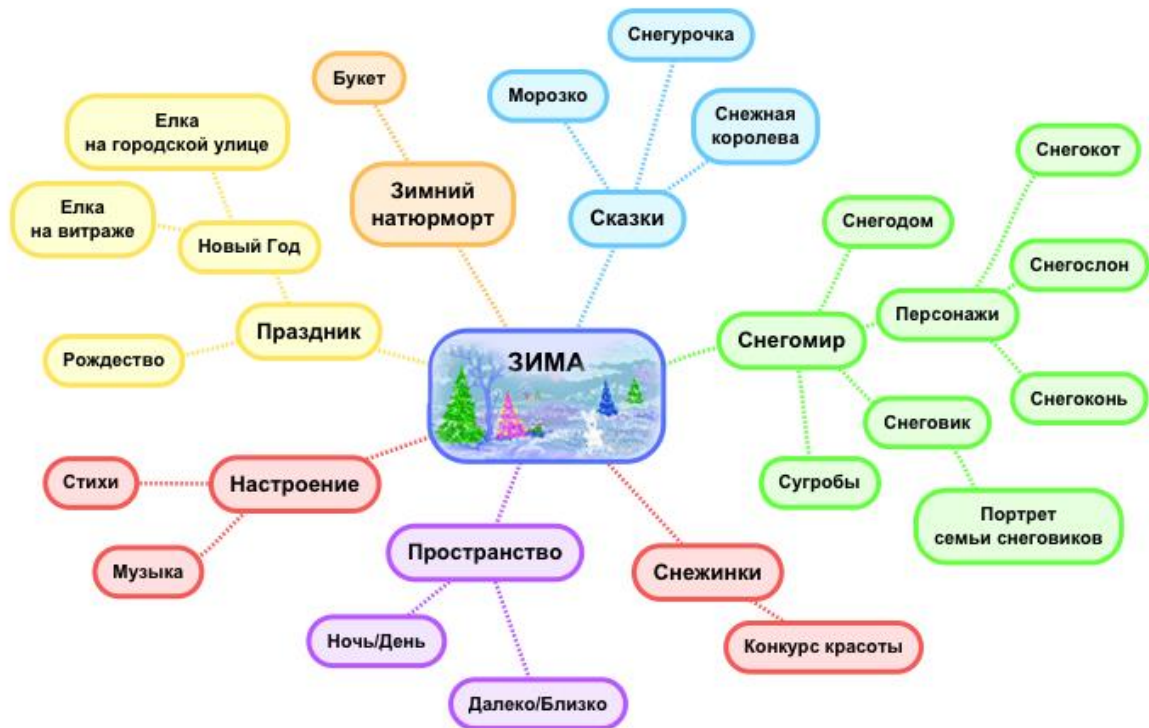 Снегурочка
Букет
Морозко
Снежная
королева
Елка
на городской улице
Снегокот
Зимний
натюрморт
Сказки
Елка
на витраже
Новый Год
Снегодом
Снегослон
Персонажи
Праздник
Снегомир
Рождество
ЗИМА
Снегоконь
Снеговик
Стихи
Настроение
Сугробы
Портрет
семьи снеговиков
Пространство
Музыка
Снежинки
Ночь/День
Конкурс красоты
Далеко/Близко